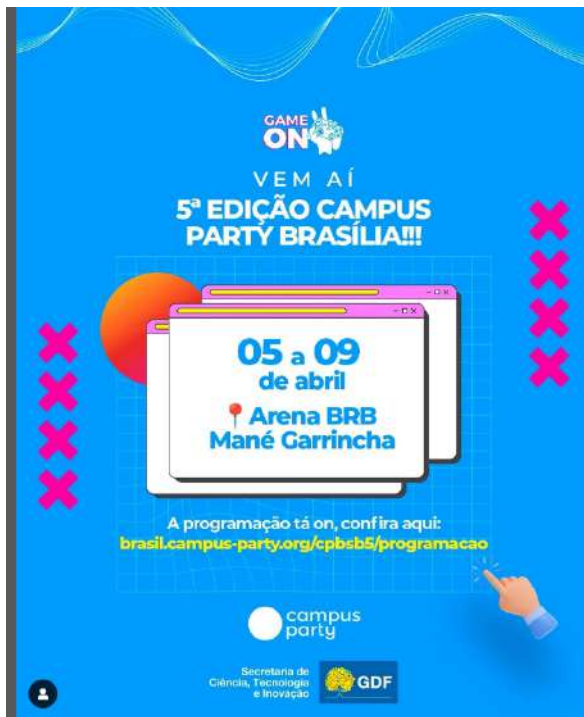 GAME
ON
VEM AÍ
5ª EDIÇÃO CAMPUS
PARTY BRASÍLIA!!!
05 a 09
de abril
Arena BRB
Mané Garrincha
A programação tá on, confira aqui:
brasil.campus-party.org/cpbsb5/programacao
campus
party
Secretaria de
Ciência, Tecnologia
e Inovação
GDF